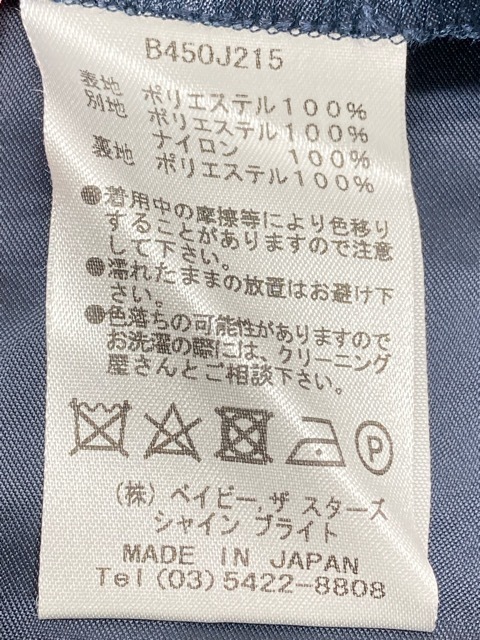 B450J215
表地 ポリエステル100%
別地 ポリエステル100%
ナイロン 100%
裏地 ポリエステル100%
●着用中の摩擦等により色移り
することがありますので注意
して下さい。
●濡れたままの放置はお避け下
さい。
●色落ちの可能性がありますので
お洗濯の際には、クリーニング
屋さんとご相談下さい。
P
(株) ベイビー,ザ スターズ
シャイン ブライト
MADE IN JAPAN
Tel (03) 5422-8808